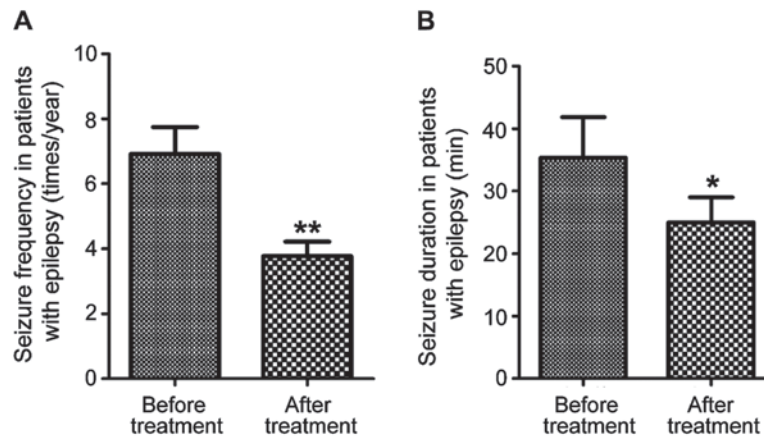 A
Seizure frequency in patients
with epilepsy (times/year)
10
8
6
4
2
0
**
Before
treatment
After
treatment
B
Seizure duration in patients
with epilepsy (min)
50
40
30
20
10
0
*
Before
treatment
After
treatment